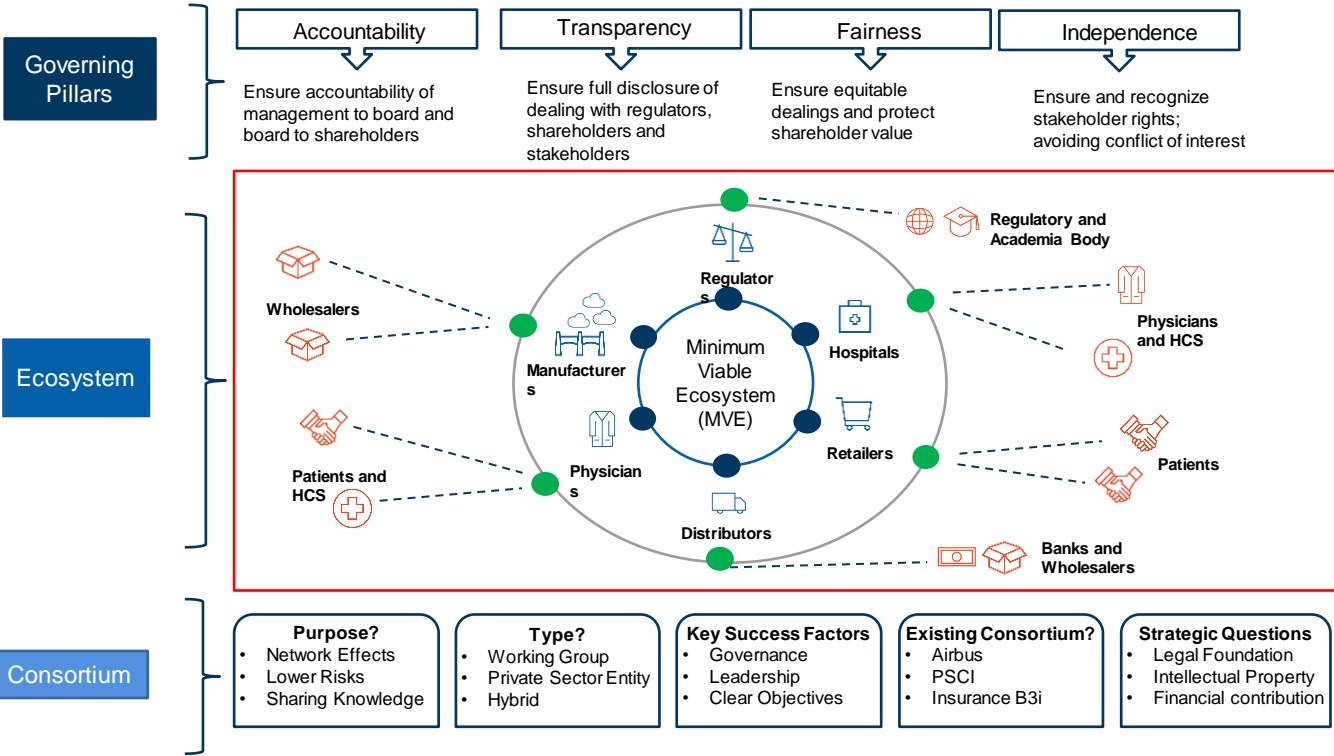 Governing
Pillars
Accountability
Ensure accountability of
management to board and
board to shareholders
Transparency
Ensure full disclosure of
dealing with regulators,
shareholders and
stakeholders
Fairness
Ensure equitable
dealings and protect
shareholder value
Independence
Ensure and recognize
stakeholder rights;
avoiding conflict of interest
Ecosystem
Wholesalers
Patients and
HCS
Regulator
s
Manufacturer
s
Physician
s
Distributors
Hospitals
Retailers
Minimum
Viable
Ecosystem
(MVE)
Regulatory and
Academia Body
Physicians
and HCS
Patients
Banks and
Wholesalers
Consortium
Purpose?
• Network Effects
• Lower Risks
• Sharing Knowledge
Type?
• Working Group
• Private Sector Entity
• Hybrid
Key Success Factors
• Governance
• Leadership
• Clear Objectives
Existing Consortium?
• Airbus
• PSCI
• Insurance B3i
Strategic Questions
• Legal Foundation
• Intellectual Property
• Financial contribution